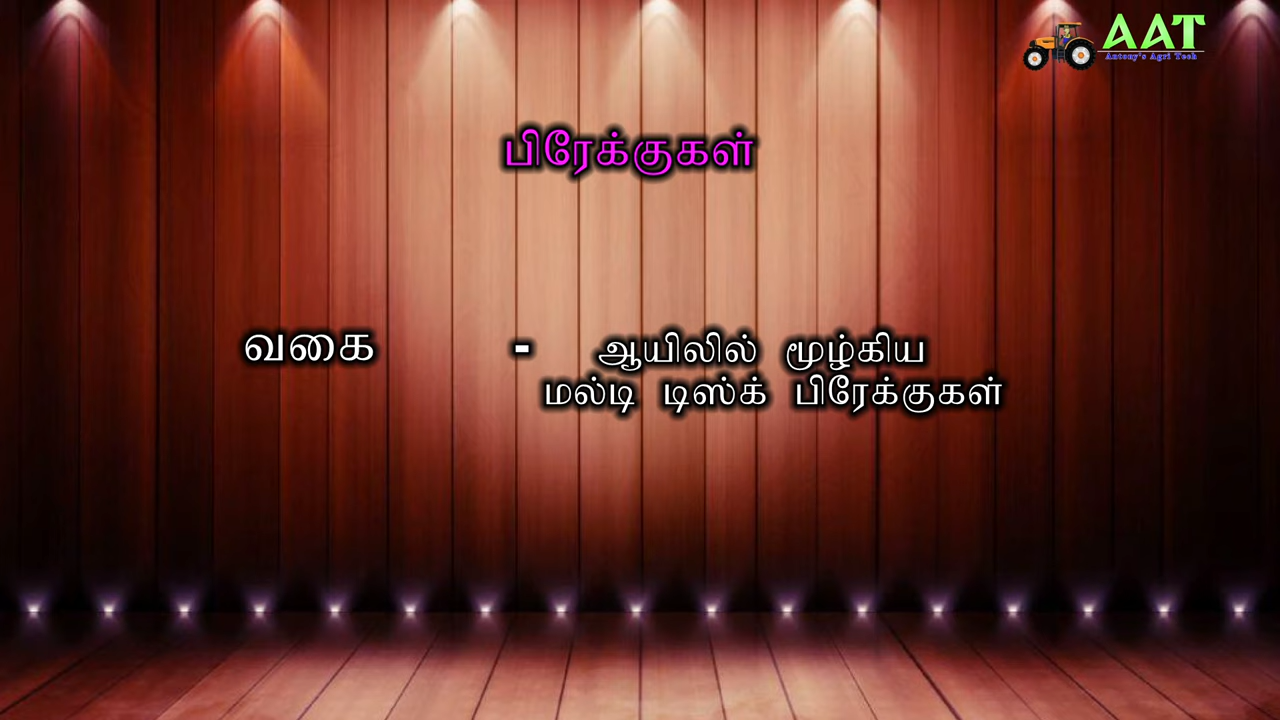 AAT
Antony's Agri Tech
பிரேக்குகள்
வகை - ஆயிலில் மூழ்கிய
மல்டி டிஸ்க் பிரேக்குகள்